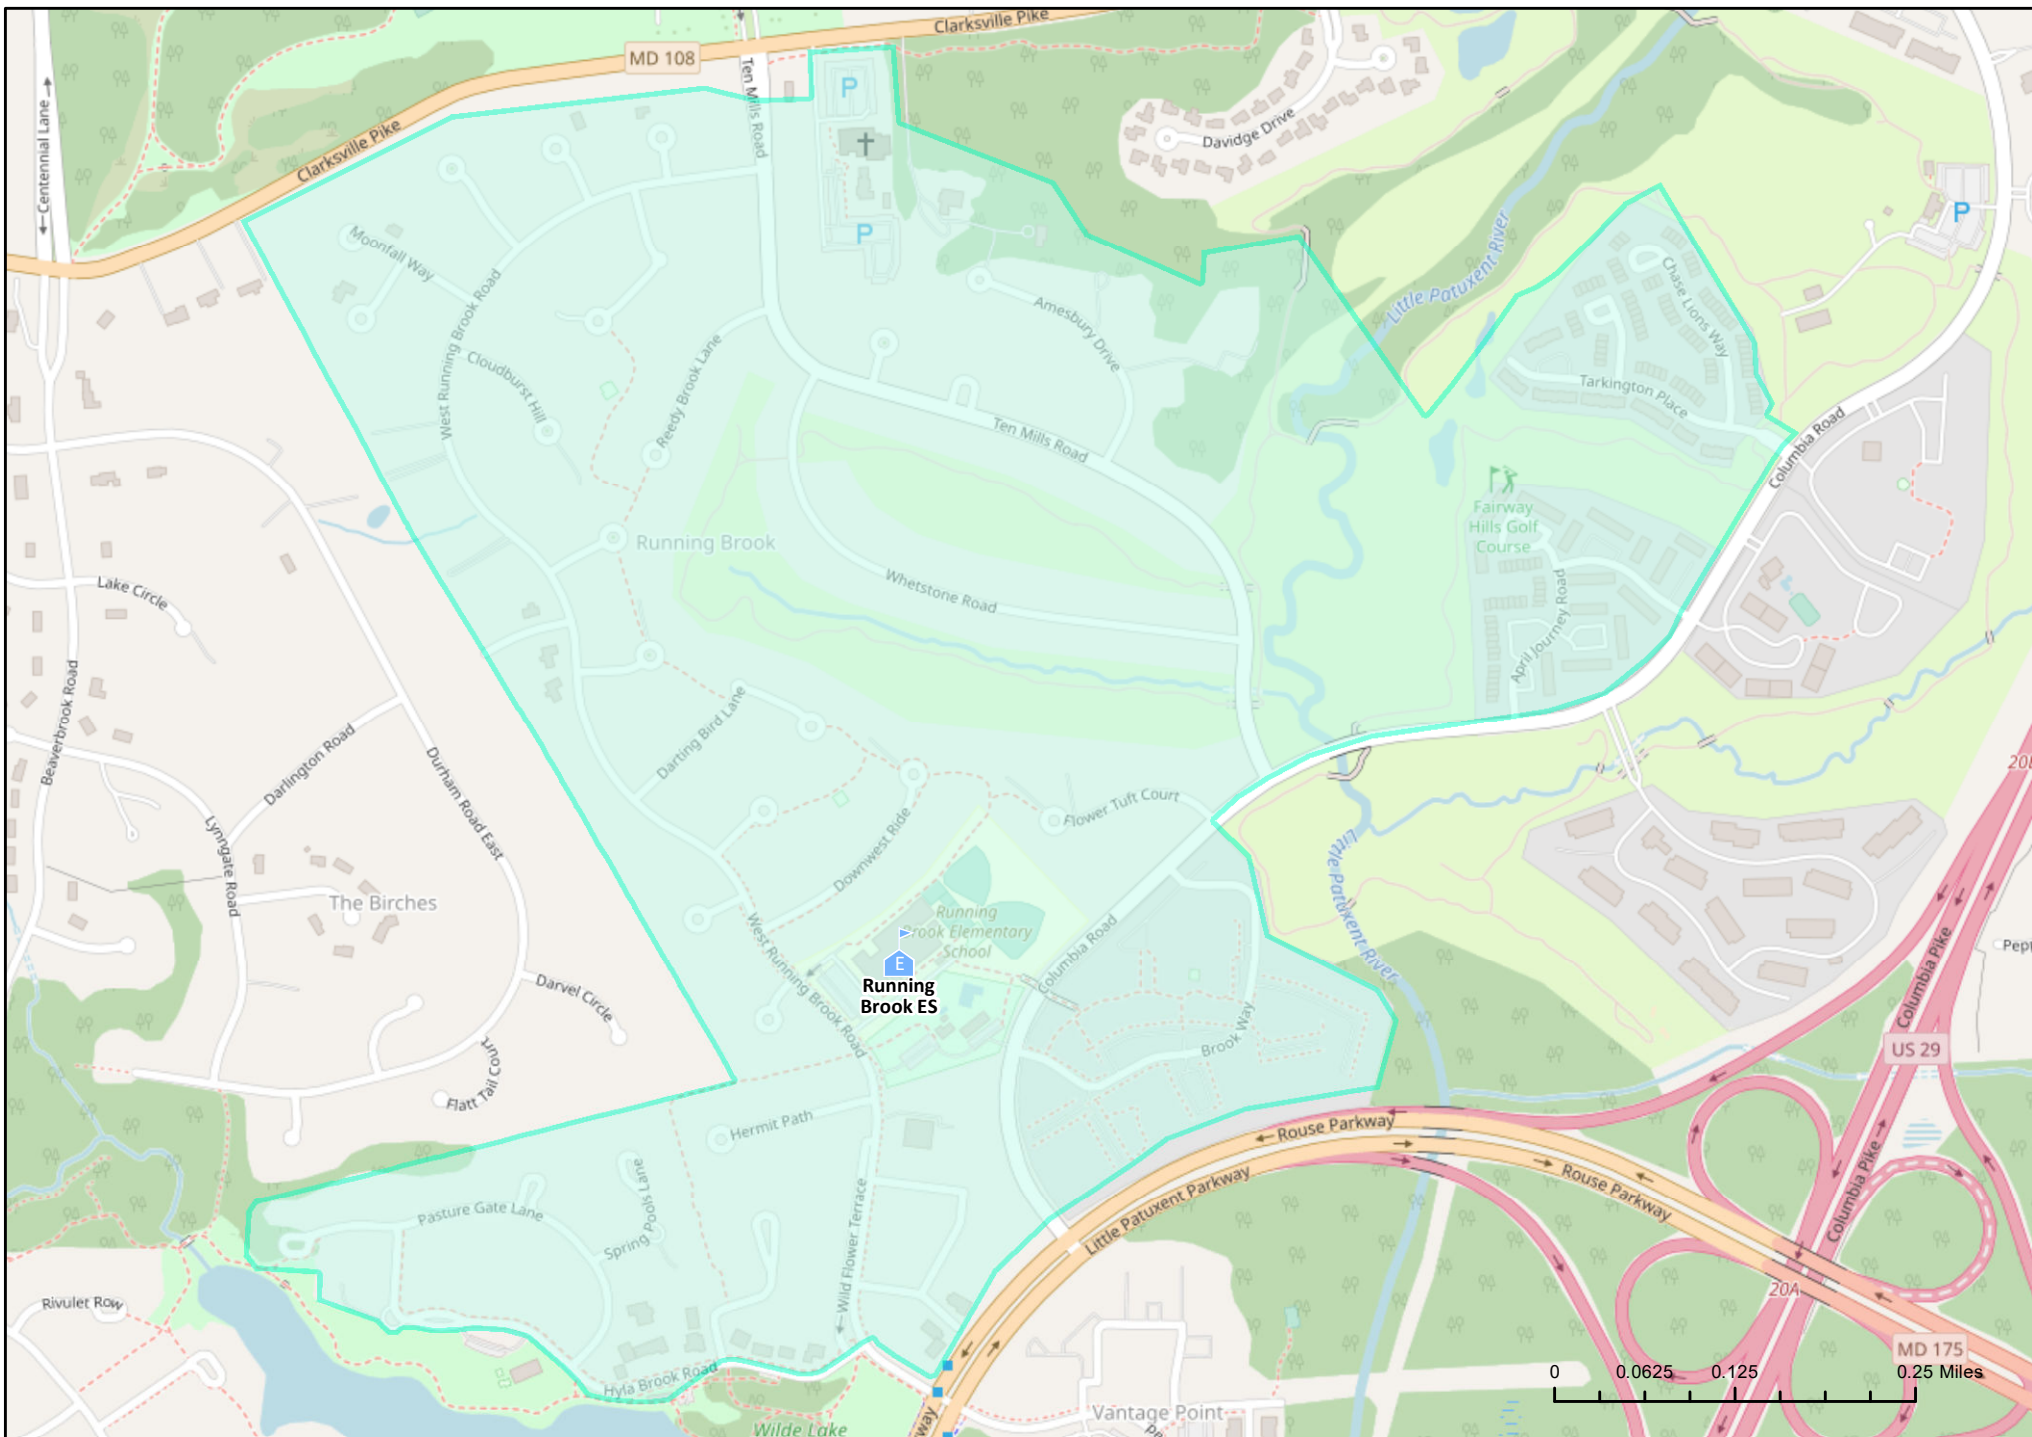 Clarksville Pike
MD 108
Ten Mills Road
P
Davidge Drive
Clarksville Pike
←Centennial Lane→
P
P
Little Patuxent River
Moonfall Way
Chase Lions Way
West Running Brook Road
Amesbury Drive
Cloudburst Hill
Reedy Brook Lane
Tarkington Place
Ten Mills Road
Columbia Road
Fairway
Hills Golf
Course
Running Brook
Whetstone Road
Lake Circle
April Journey Road
Beaverbrook Road
Darting Bird Lane
Darlington Road
Durham Road East
Flower Tuft Court
Little Patuxent River
Lynngate Road
Downwest Ride
The Birches
Running
Brook Elementary
School
Columbia Road
West Running Brook Road
E
Running
Brook ES
Columbia Pike
Darvel Circle
Brook Way
US 29
Flatt Tail Court
Hermit Path
Rouse Parkway
Spring Pools Lane
Pasture Gate Lane
Little Patuxent Parkway
Rouse Parkway
Columbia Pike
Wild Flower Terrace
20A
Rivulet Row
MD 175
Hyla Brook Road
0 0.0625 0.125 0.25 Miles
Vantage Point
Wilde Lake